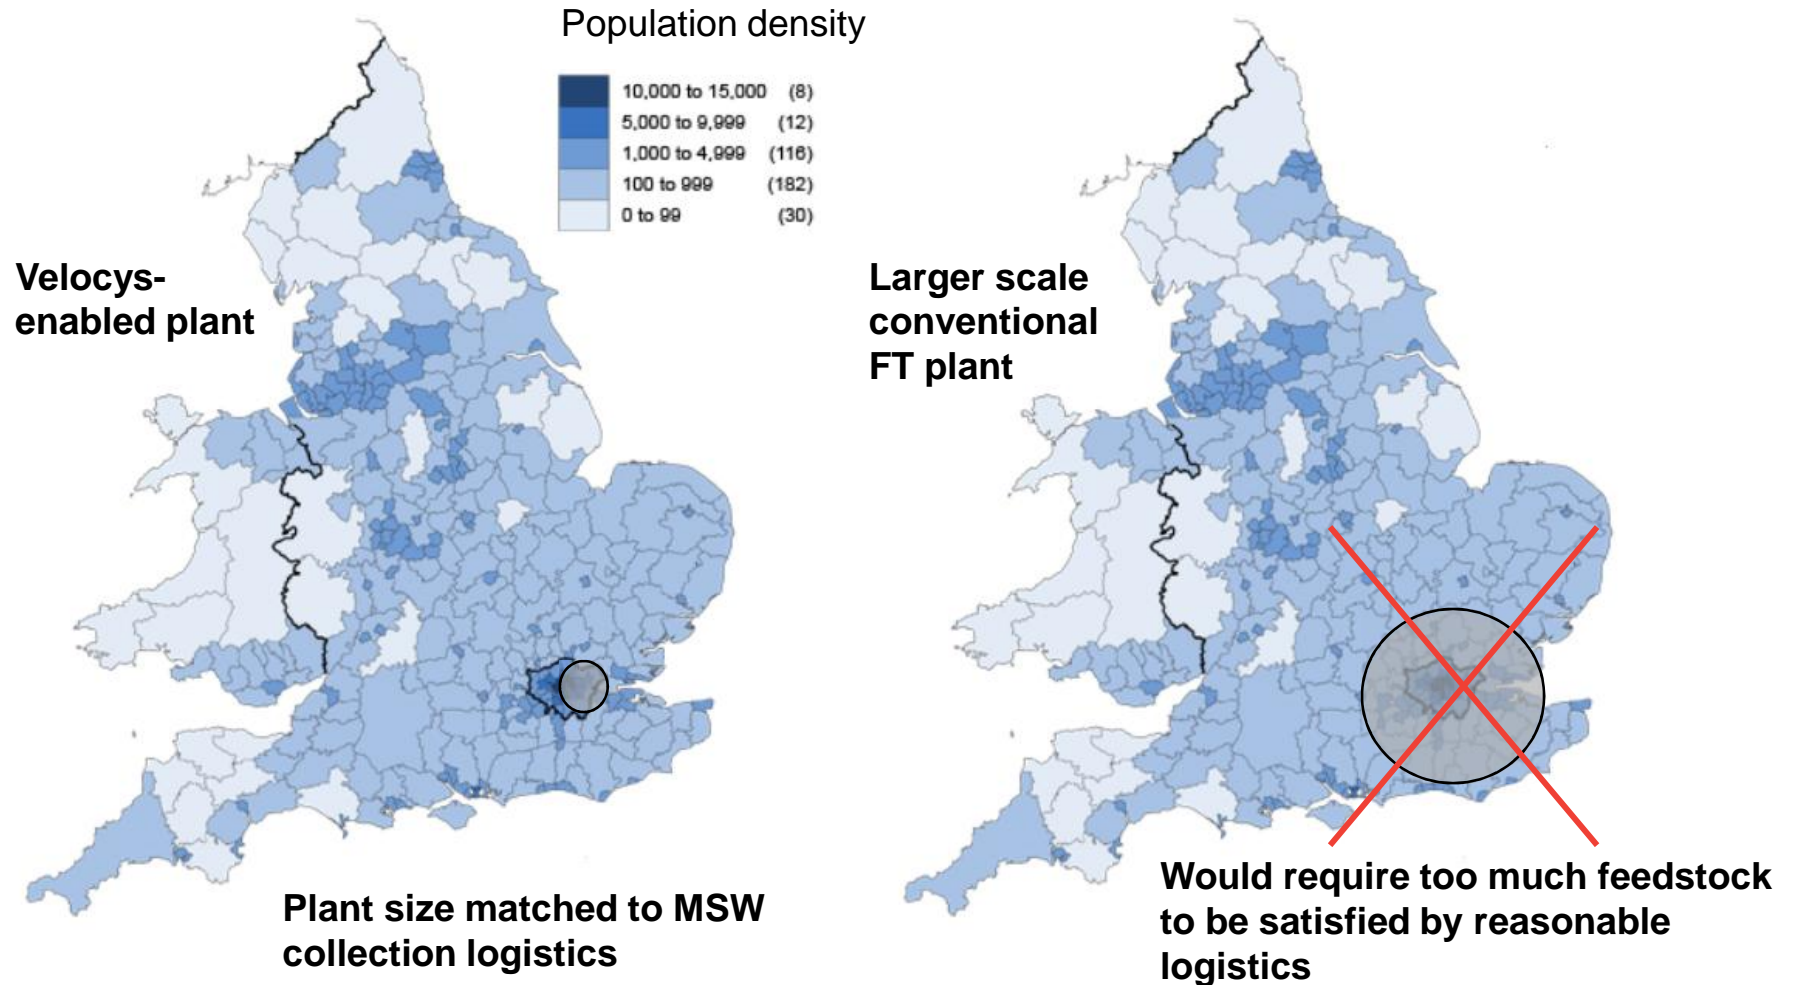 Population density
10,000 to 15,000 (8)
5,000 to 9,999 (12)
1,000 to 4,999 (116)
100 to 999 (182)
0 to 99 (30)
Velocys-
enabled plant
Plant size matched to MSW
collection logistics
Larger scale
conventional
FT plant
Would require too much feedstock
to be satisfied by reasonable
logistics